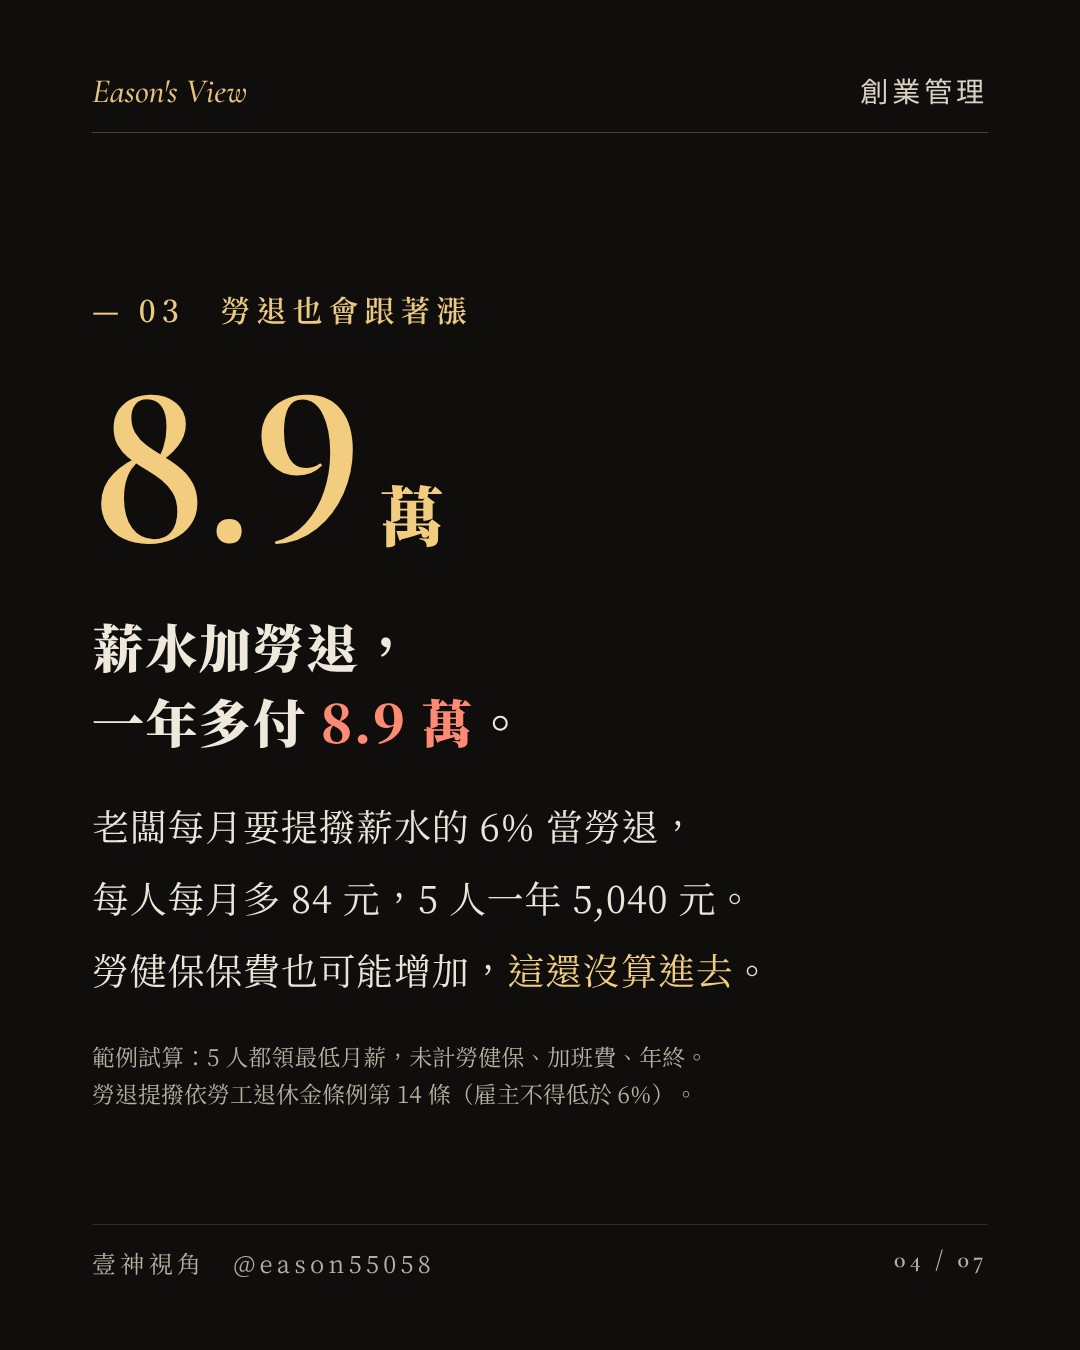 Eason's View
創業管理
— 03 勞退也會跟著漲
8.9 萬
薪水加勞退，
一年多付 8.9 萬。
老闆每月要提撥薪水的 6% 當勞退，
每人每月多 84 元，5 人一年 5,040 元。
勞健保保費也可能增加，這還沒算進去。
範例試算：5 人都領最低月薪，未計勞健保、加班費、年終。
勞退提撥依勞工退休金條例第 14 條（雇主不得低於 6%）。
壹神視角 @eason55058
04 / 07